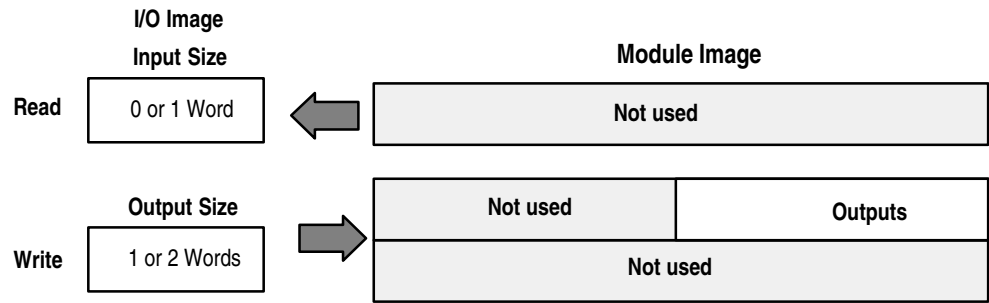 I/O Image
Input Size
Module Image
Read
0 or 1 Word
Not used
Output Size
Not used
Outputs
Write
1 or 2 Words
Not used